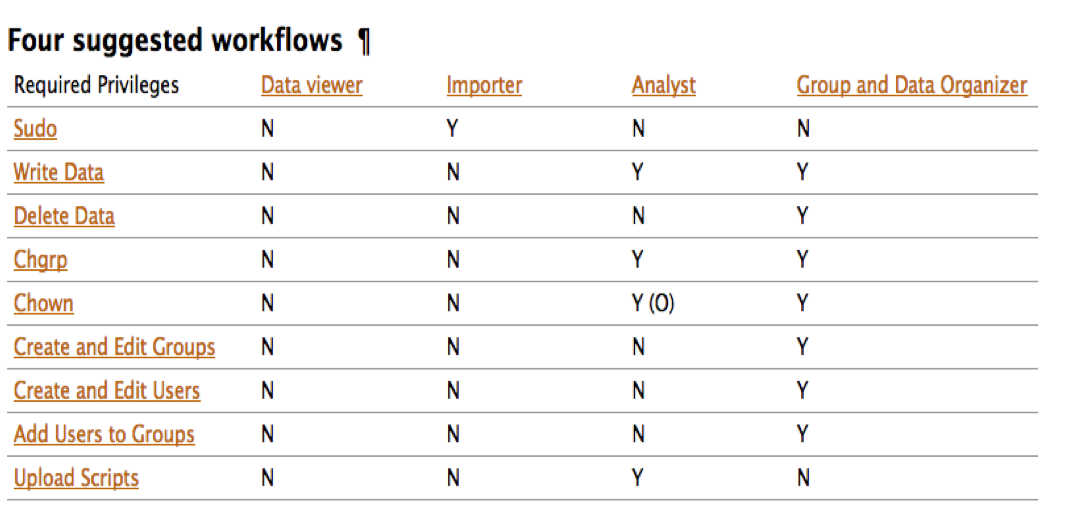 Four suggested workflows ¶
Required Privileges Data viewer Importer Analyst Group and Data Organizer
Sudo N Y N N
Write Data N N Y Y
Delete Data N N N Y
Chgrp N N Y Y
Chown N N Y (O) Y
Create and Edit Groups N N N Y
Create and Edit Users N N N Y
Add Users to Groups N N N Y
Upload Scripts N N Y N